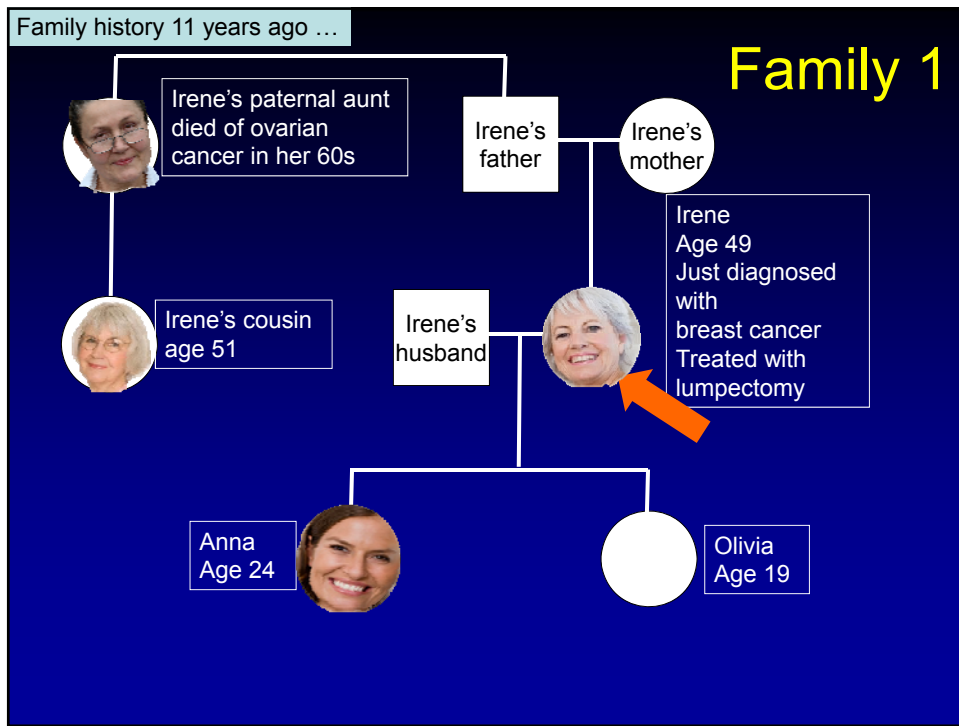 Family history 11 years ago …
Family 1
Irene’s paternal aunt
died of ovarian
cancer in her 60s
Irene’s
father
Irene’s
mother
Irene
Age 49
Just diagnosed
with
breast cancer
Treated with
lumpectomy
Irene’s cousin
age 51
Irene’s
husband
Anna
Age 24
Olivia
Age 19